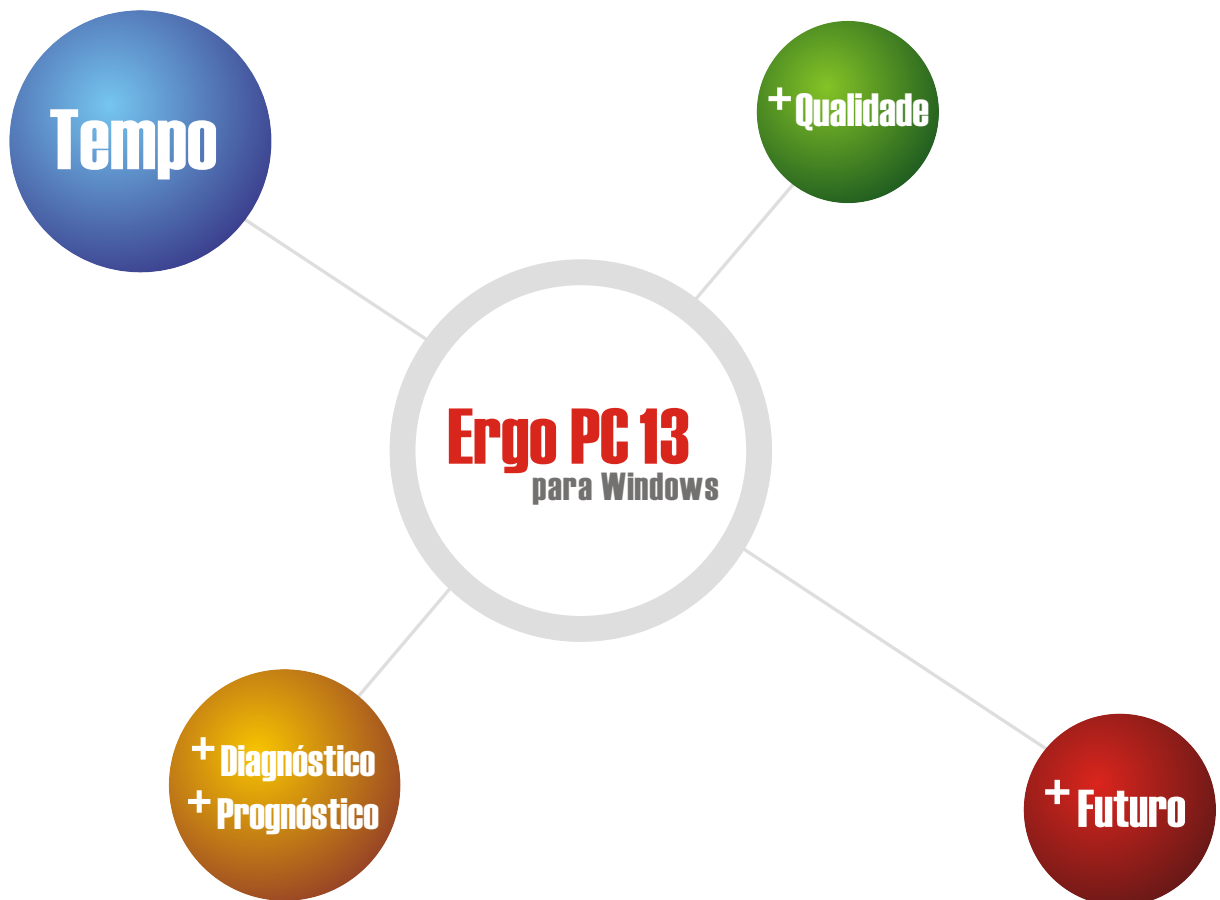 Tempo
+ Qualidade
Ergo PC 13
para Windows
+ Diagnóstico
+ Prognóstico
+ Futuro